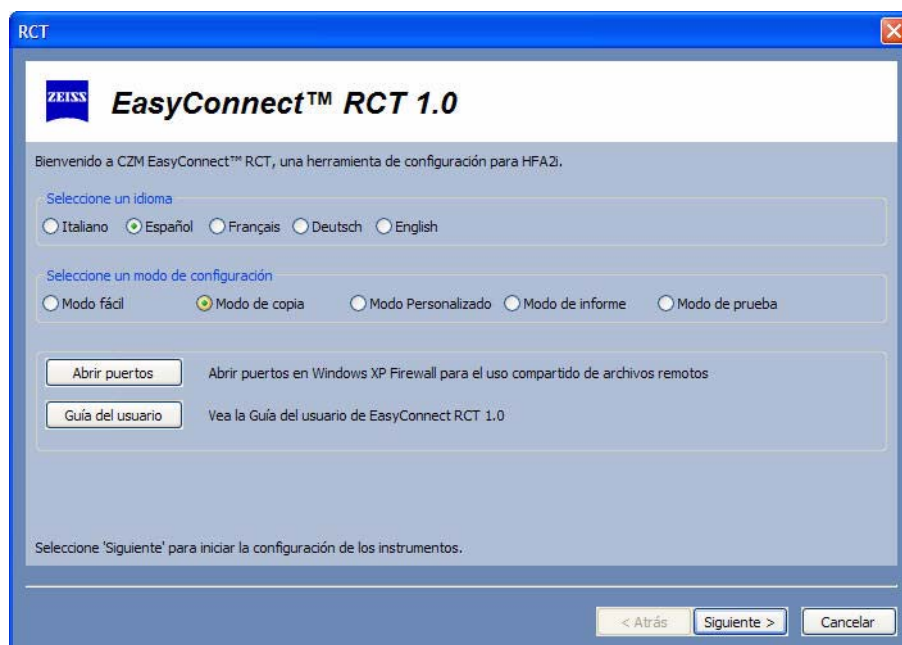 RCT
ZEISS
EasyConnect™ RCT 1.0
Bienvenido a CZM EasyConnect™ RCT, una herramienta de configuración para HFA2i.
Seleccione un idioma
Italiano Español Français Deutsch English
Seleccione un modo de configuración
Modo fácil Modo de copia Modo Personalizado Modo de informe Modo de prueba
Abrir puertos Abrir puertos en Windows XP Firewall para el uso compartido de archivos remotos
Guía del usuario Vea la Guía del usuario de EasyConnect RCT 1.0
Seleccione 'Siguiente' para iniciar la configuración de los instrumentos.
< Atrás Siguiente > Cancelar